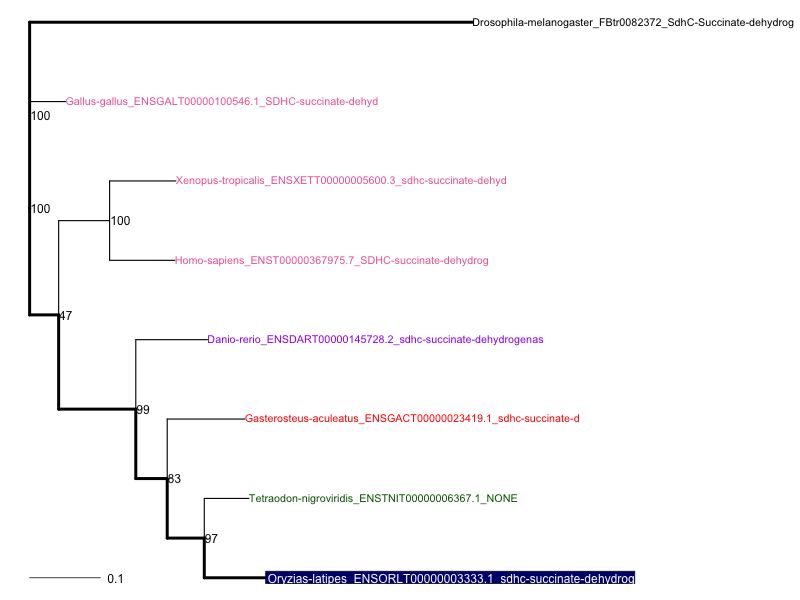 Drosophila-melanogaster_FBtr0082372_SdhC-Succinate-dehydrog
Gallus-gallus_ENSGALT00000100546.1_SDHC-succinate-dehyd
100
Xenopus-tropicalis_ENSXETT00000005600.3_sdhc-succinate-dehyd
100
100
Homo-sapiens_ENST00000367975.7_SDHC-succinate-dehydrog
47
Danio-rerio_ENSDART00000145728.2_sdhc-succinate-dehydrogenas
99
Gasterosteus-aculeatus_ENSGACT00000023419.1_sdhc-succinate-d
83
Tetraodon-nigroviridis_ENSTNIT00000006367.1_NONE
97
Oryzias-latipes_ENSORLT00000003333.1_sdhc-succinate-dehydrog
0.1